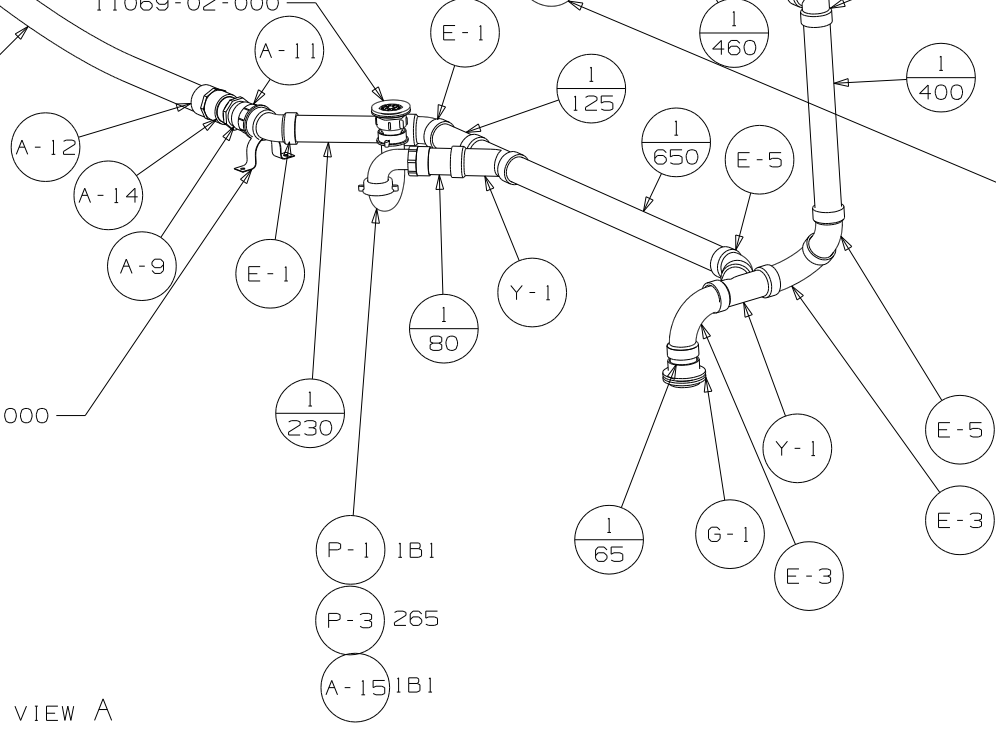 11069-02-000
E-1
1
460
A-11
1
400
1
125
A-12
1
650
E-5
A-14
A-9
E-1
Y-1
1
80
000
1
230
Y-1
E-5
E-3
1
65
G-1
E-3
P-1 1B1
P-3 265
A-15 1B1
VIEW A